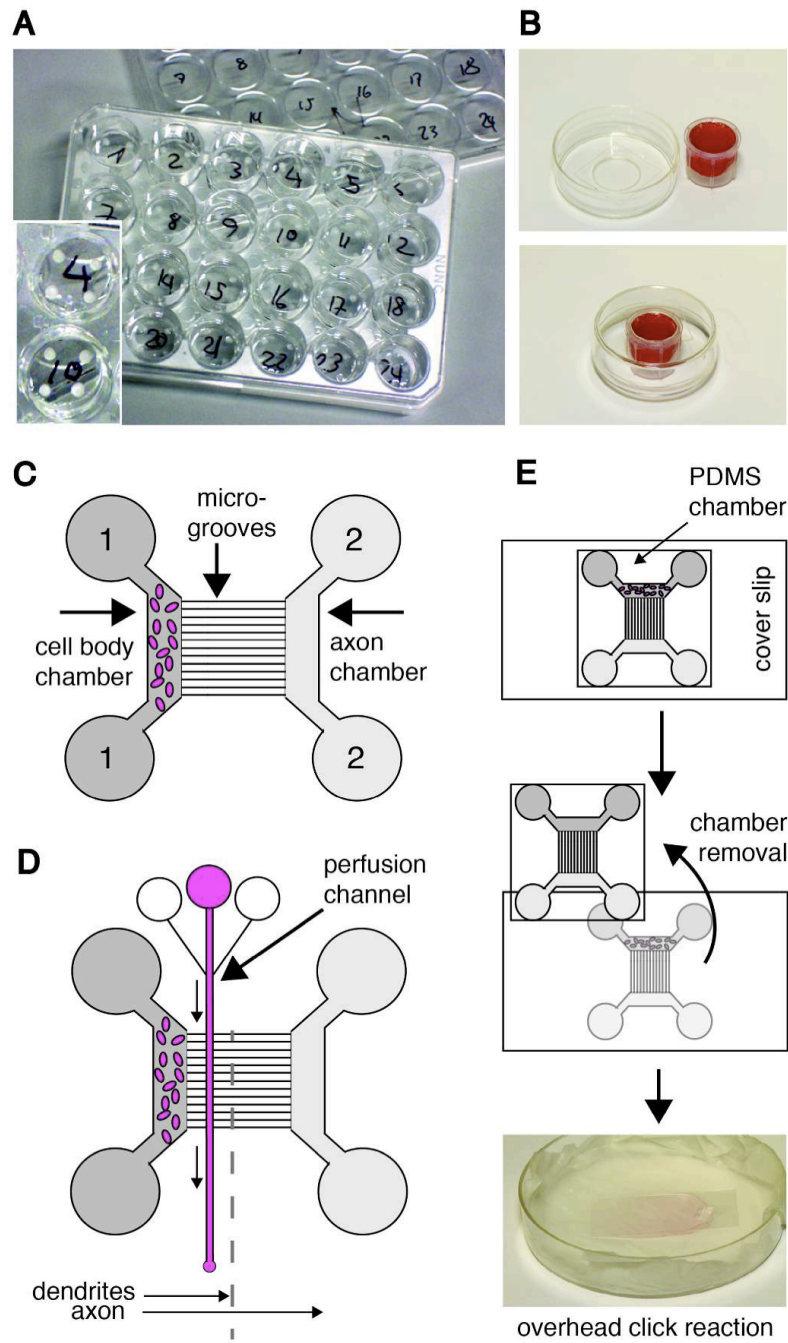 A
7
8
15
16
17
18
14
23
24
1
2
3
4
5
7
8
9
10
11
12
14
15
16
17
18
20
21
22
23
24
NUNC
4
10
B
C
micro-
grooves
1
2
cell body
chamber
axon
chamber
1
2
D
perfusion
channel
dendrites
axon
E
PDMS
chamber
cover slip
chamber
removal
overhead click reaction